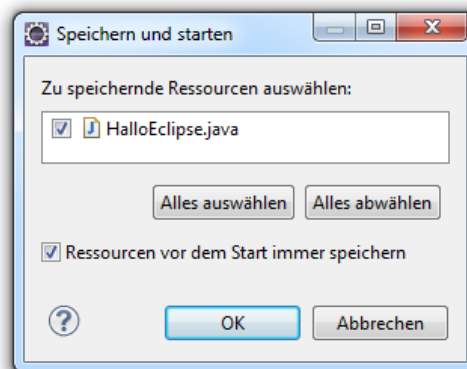 Speichern und starten
Zu speichernde Ressourcen auswählen:
HalloEclipse.java
Alles auswählen Alles abwählen
Ressourcen vor dem Start immer speichern
? OK Abbrechen